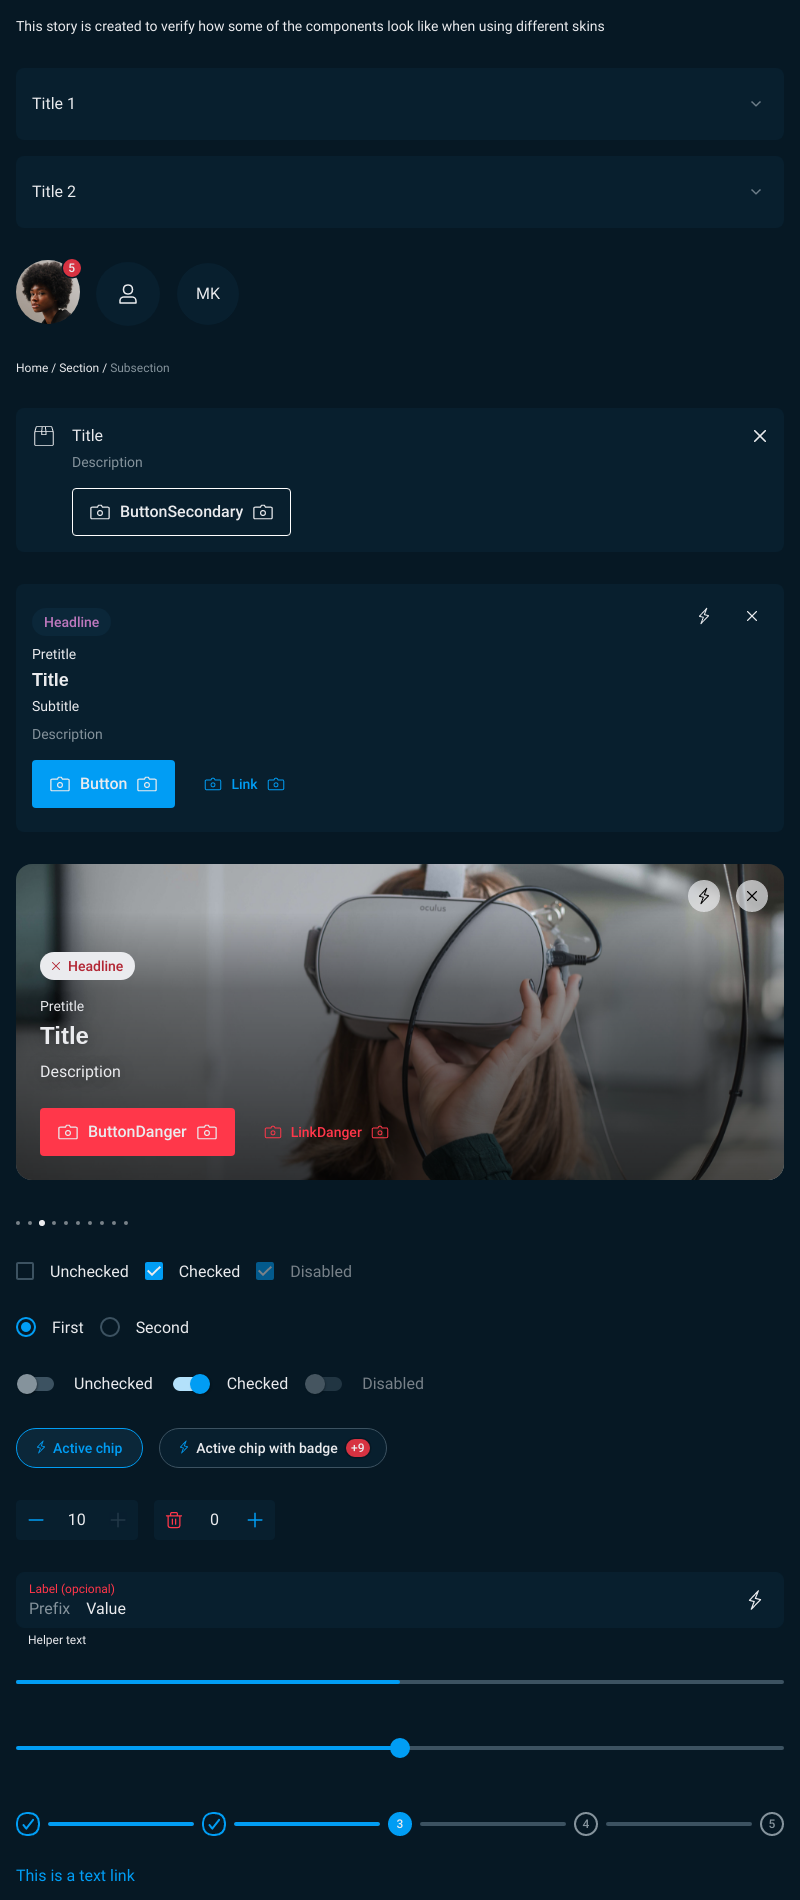 This story is created to verify how some of the components look like when using different skins
Title 1
Title 2
5
MK
Home / Section / Subsection
Title
Description
ButtonSecondary
Headline
Pretitle
Title
Subtitle
Description
Button Link
oculus
Headline
Pretitle
Title
Description
ButtonDanger LinkDanger
Unchecked Checked Disabled
First Second
Unchecked Checked Disabled
Active chip Active chip with badge +9
10 0
Label (opcional)
Prefix Value
Helper text
3 4 5
This is a text link